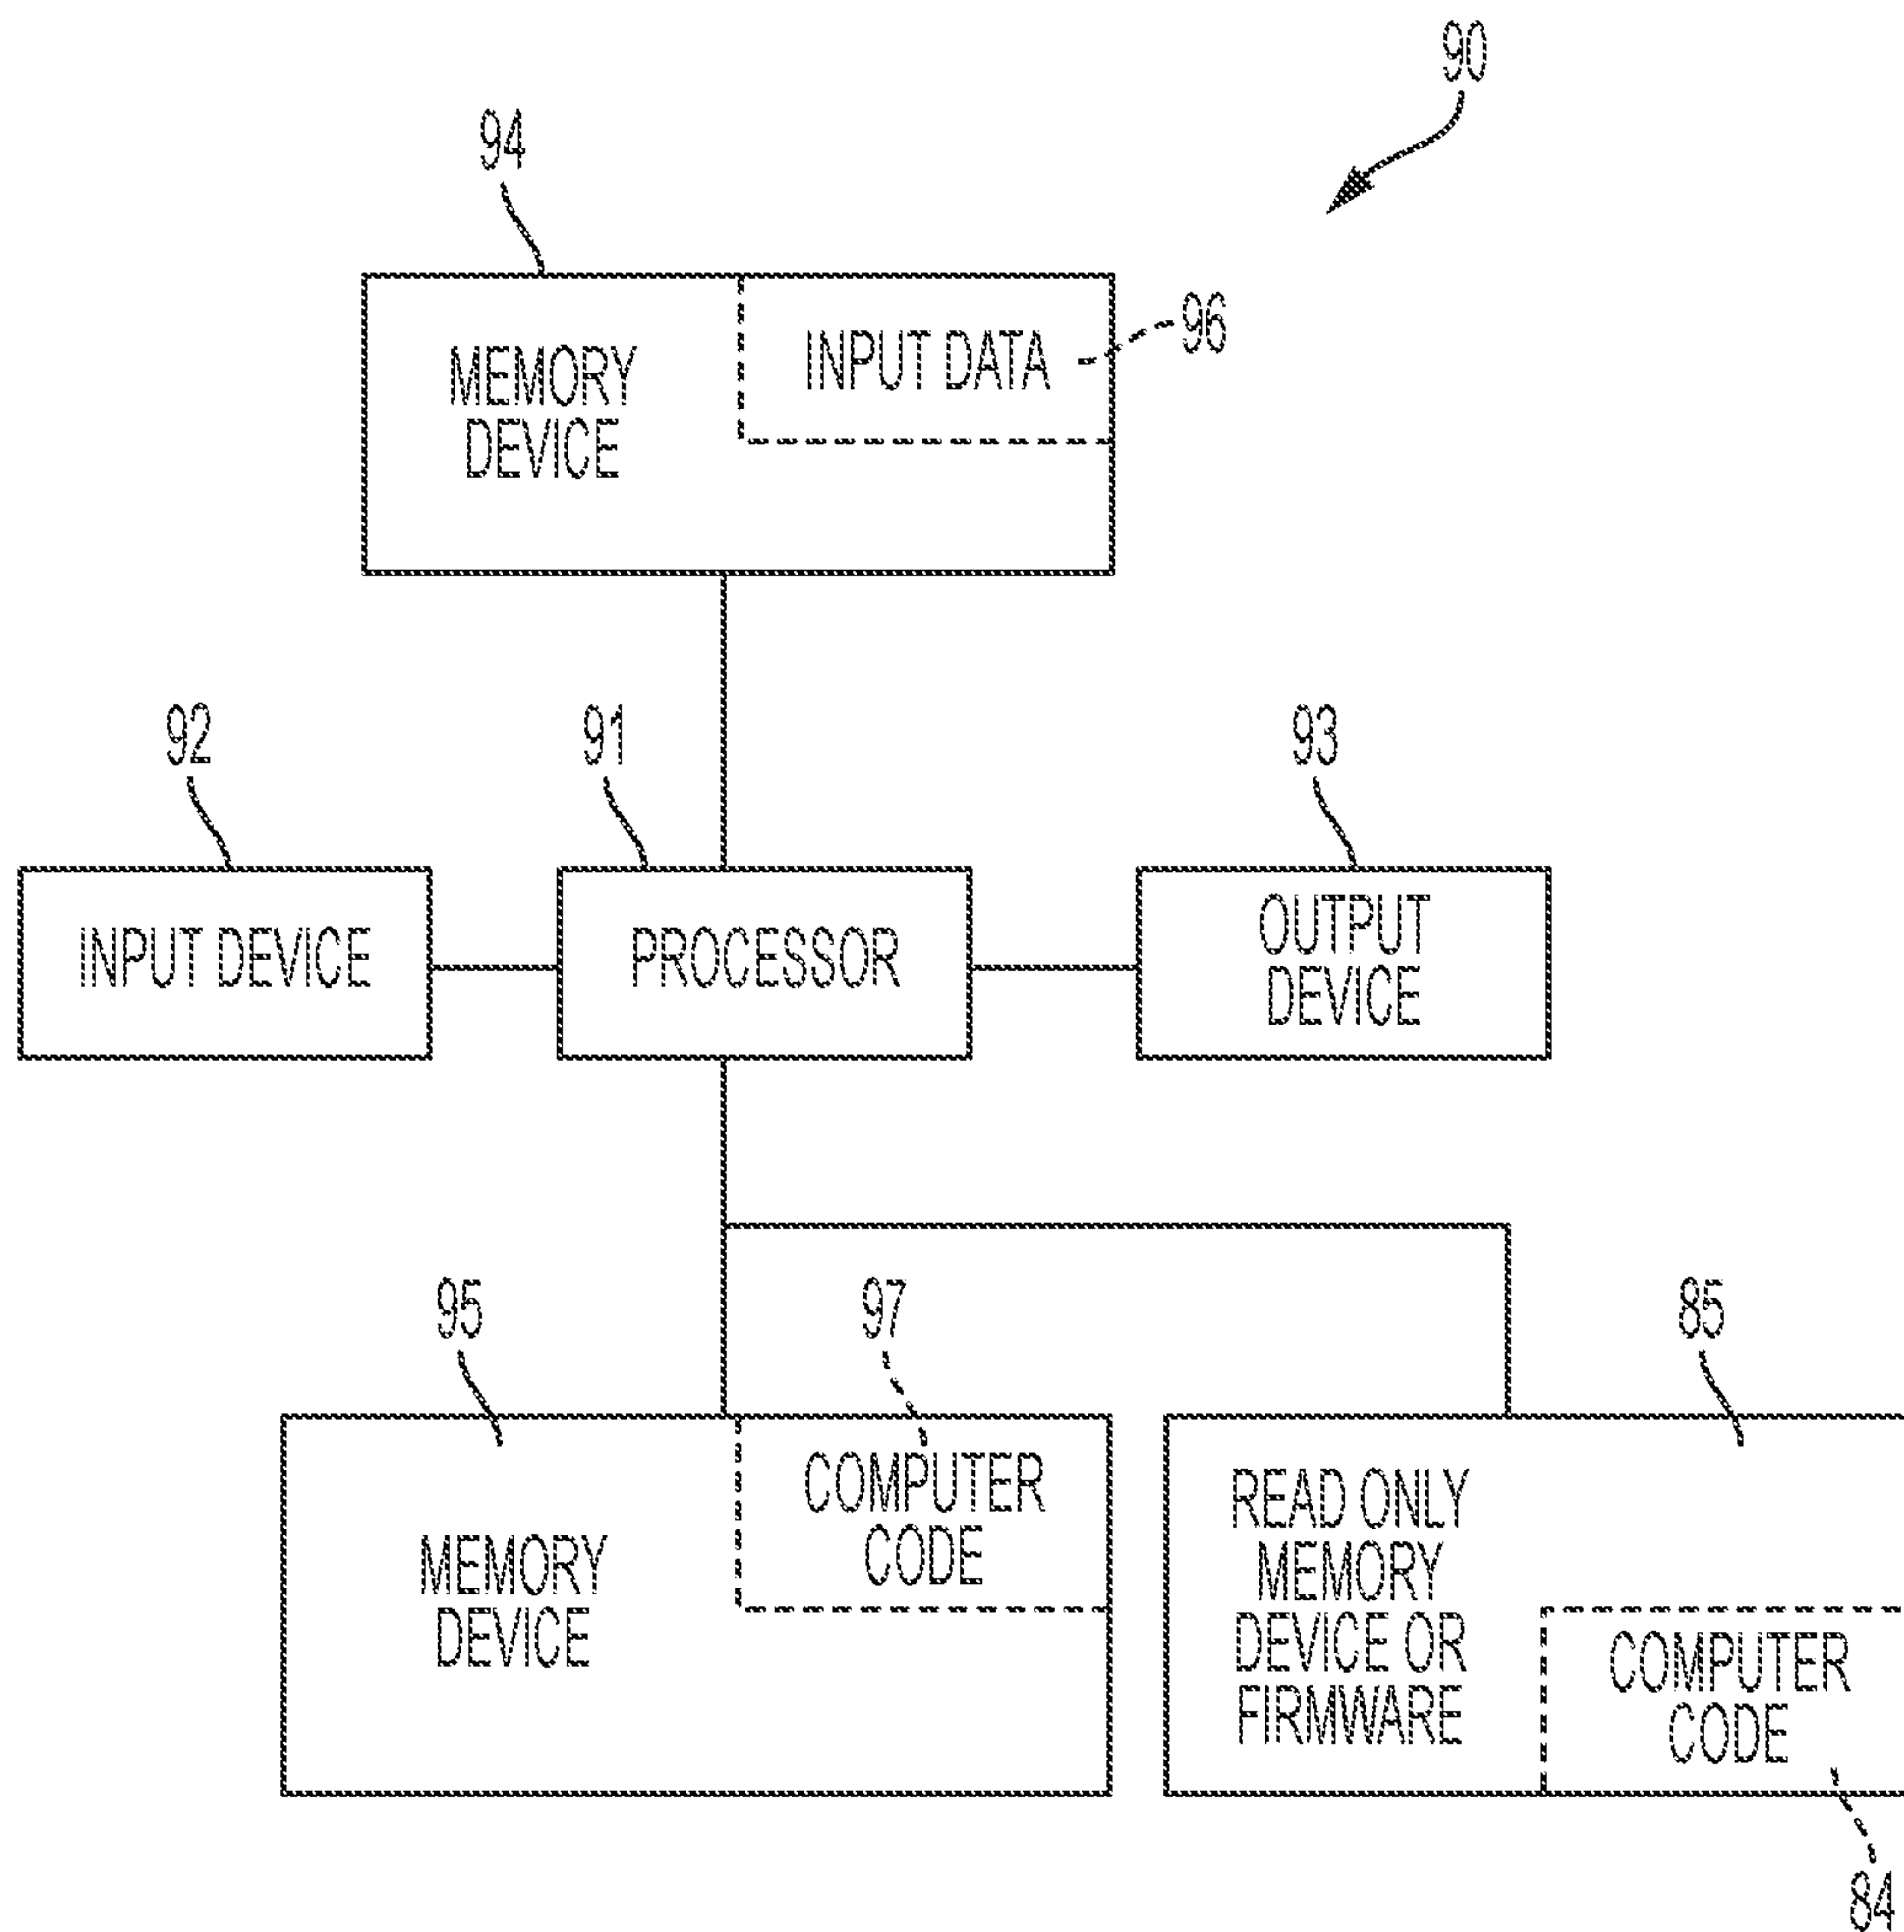 90
94
MEMORY
DEVICE
INPUT DATA
96
92
91
93
INPUT DEVICE
PROCESSOR
OUTPUT
DEVICE
95
97
85
MEMORY
DEVICE
COMPUTER
CODE
READ ONLY
MEMORY
DEVICE OR
FIRMWARE
COMPUTER
CODE
84